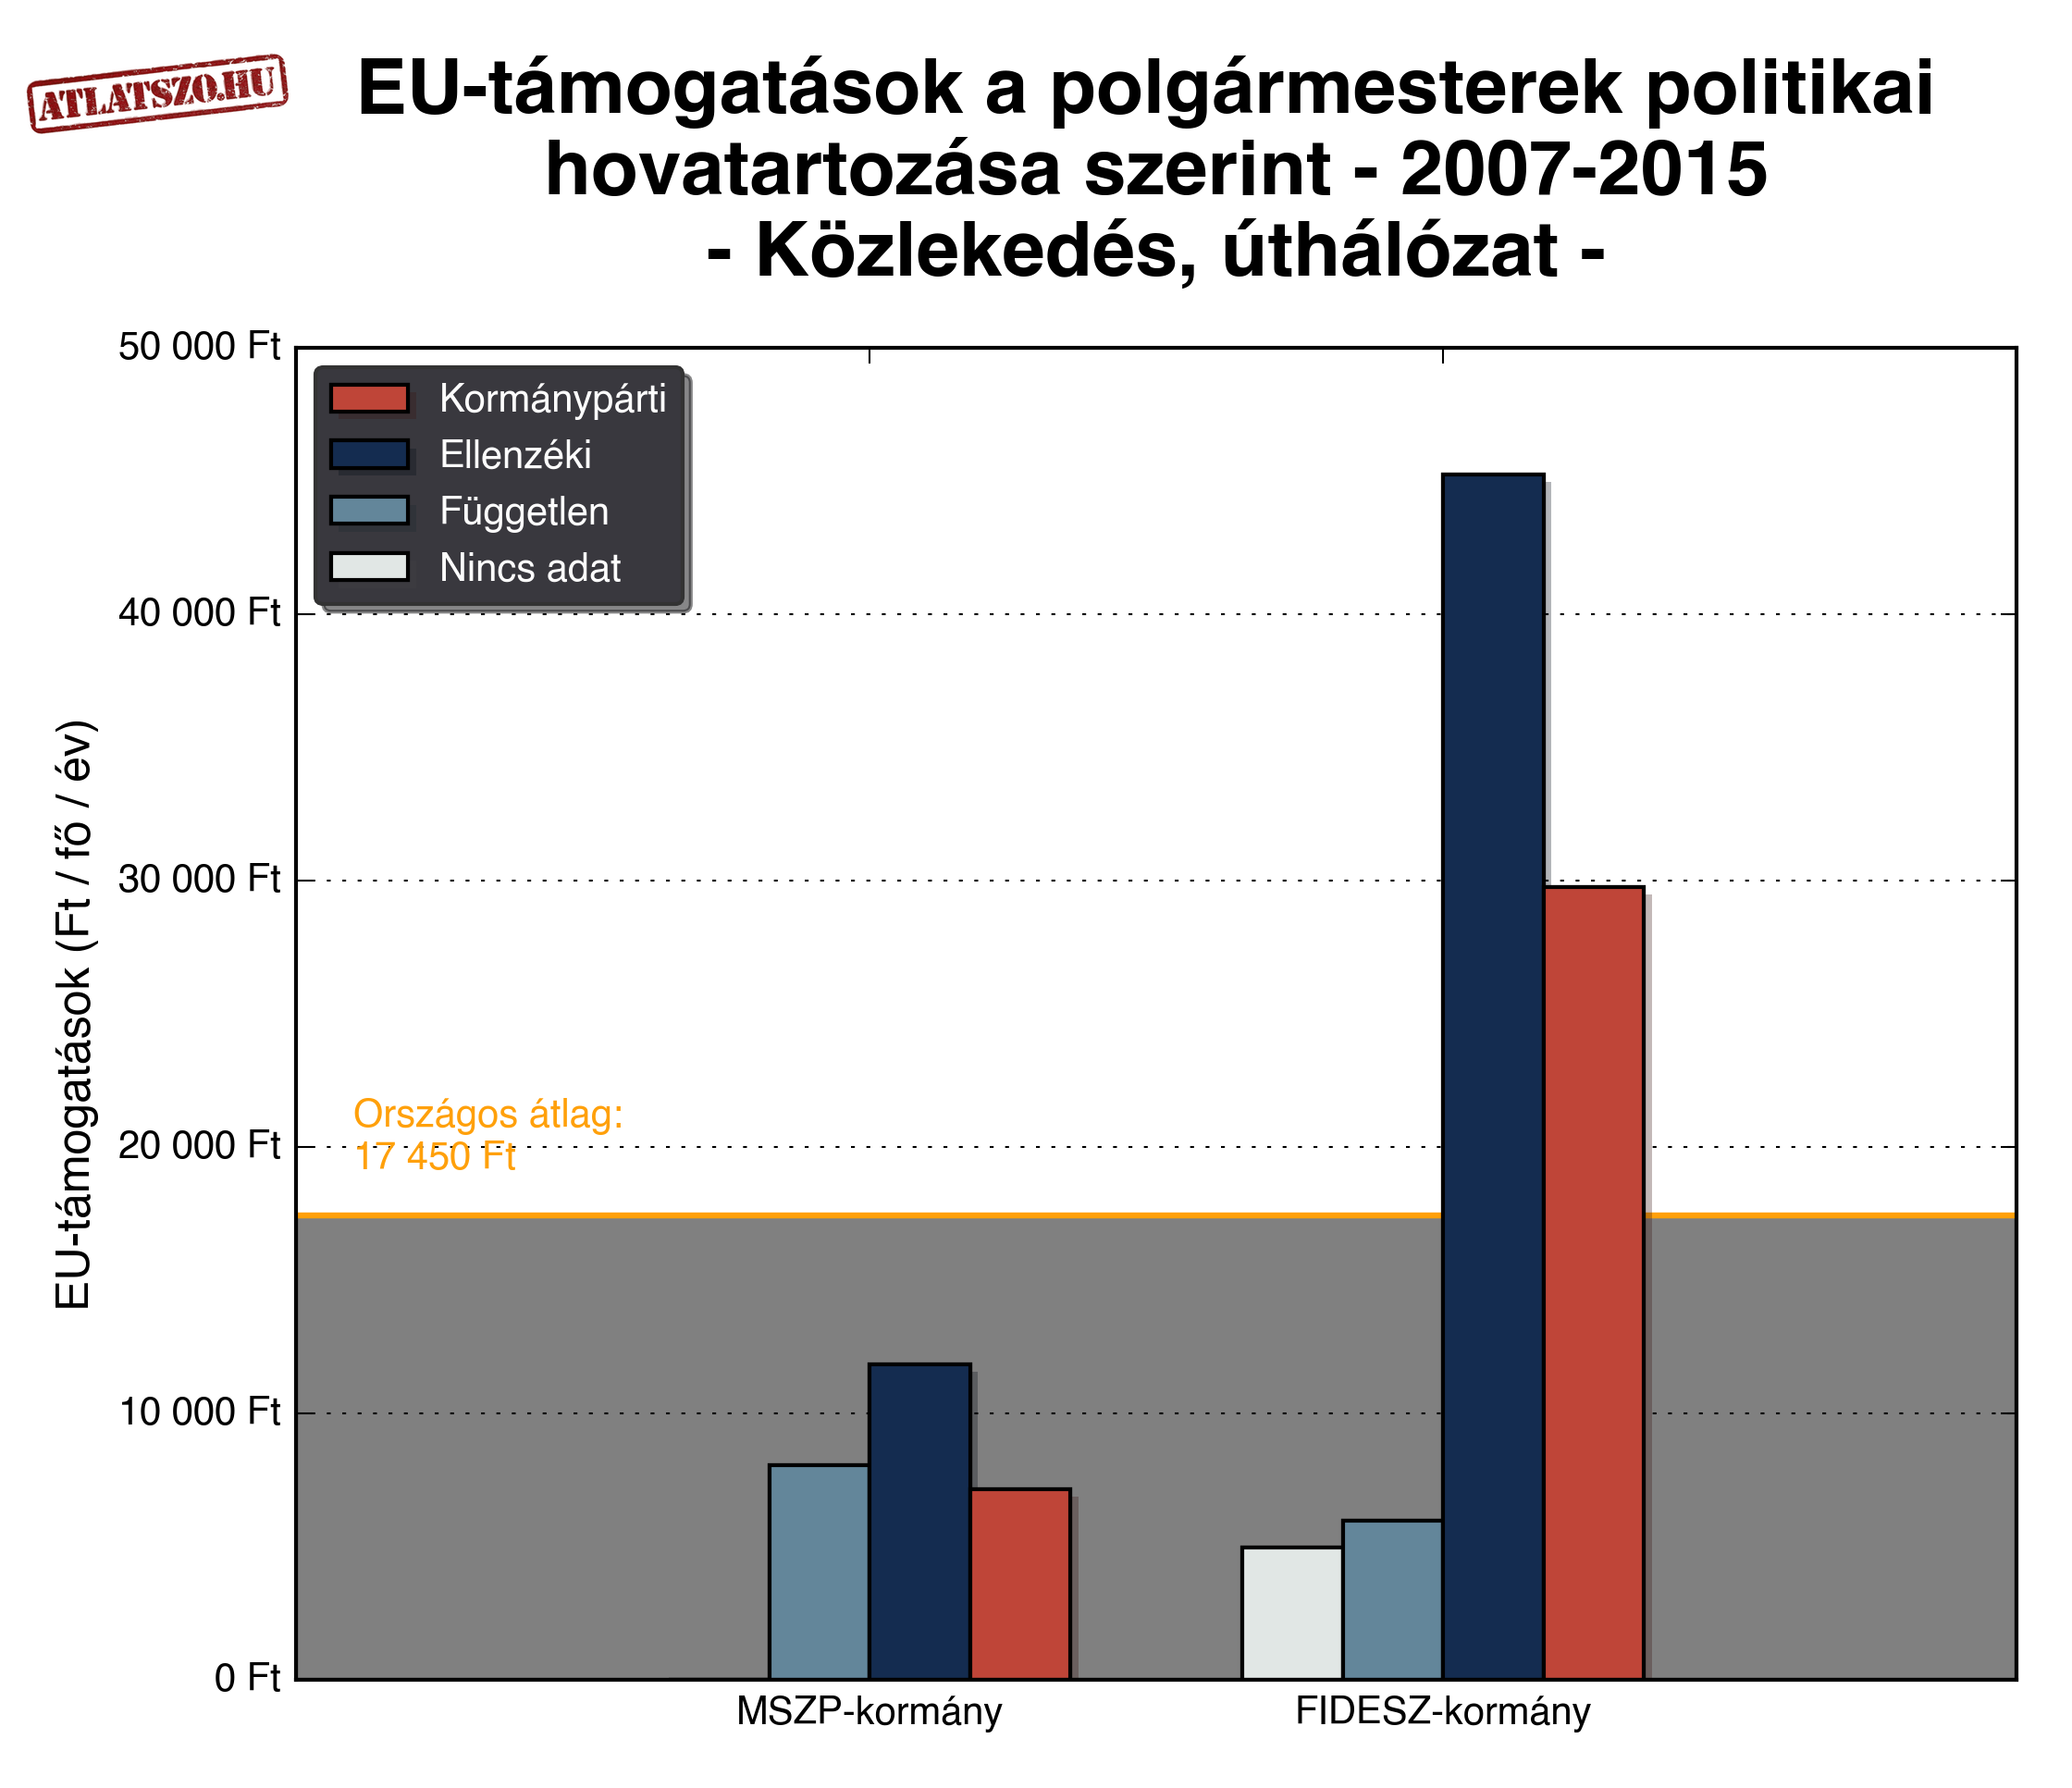 ATLATSZO.HU
EU-támogatások a polgármesterek politikai
hovatartozása szerint - 2007-2015
- Közlekedés, úthálózat -
50 000 Ft
40 000 Ft
30 000 Ft
20 000 Ft
10 000 Ft
0 Ft
EU-támogatások (Ft / fő / év)
Kormánypárti
Ellenzéki
Független
Nincs adat
Országos átlag:
17 450 Ft
MSZP-kormány
FIDESZ-kormány